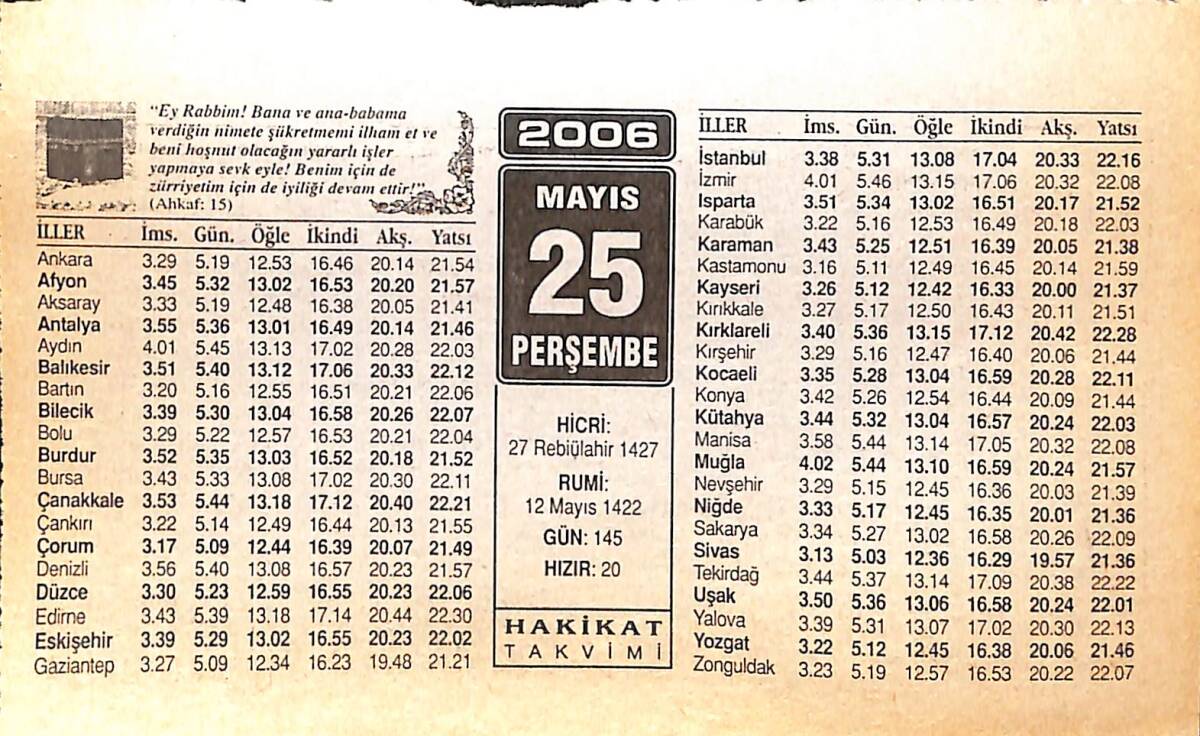 "Ey Rabbim! Bana ve ana-babama
verdiğin nimete şükretmemi ilham et ve
beni hoşnut olacağın yararlı işler
yapmaya sevk eyle! Benim için de
zürriyetim için de iyiliği devam ettir!"
(Ahkaf: 15)
İLLER İms. Gün. Öğle İkindi Akş. Yatsı
Ankara 3.29 5.19 12.53 16.46 20.14 21.54
Afyon 3.45 5.32 13.02 16.53 20.20 21.57
Aksaray 3.33 5.19 12.48 16.38 20.05 21.41
Antalya 3.55 5.36 13.01 16.49 20.14 21.46
Aydın 4.01 5.45 13.13 17.02 20.28 22.03
Balıkesir 3.51 5.40 13.12 17.06 20.33 22.12
Bartın 3.20 5.16 12.55 16.51 20.21 22.06
Bilecik 3.39 5.30 13.04 16.58 20.26 22.07
Bolu 3.29 5.22 12.57 16.53 20.21 22.04
Burdur 3.52 5.35 13.03 16.52 20.18 21.52
Bursa 3.43 5.33 13.08 17.02 20.30 22.11
Çanakkale 3.53 5.44 13.18 17.12 20.40 22.21
Çankırı 3.22 5.14 12.49 16.44 20.13 21.55
Çorum 3.17 5.09 12.44 16.39 20.07 21.49
Denizli 3.56 5.40 13.08 16.57 20.23 21.57
Düzce 3.30 5.23 12.59 16.55 20.23 22.06
Edirne 3.43 5.39 13.18 17.14 20.44 22.30
Eskişehir 3.39 5.29 13.02 16.55 20.23 22.02
Gaziantep 3.27 5.09 12.34 16.23 19.48 21.21
2006
MAYIS
25
PERŞEMBE
HİCRİ:
27 Rebiülahir 1427
RUMİ:
12 Mayıs 1422
GÜN: 145
HIZIR: 20
HAKİKAT
TAKVİMİ
İLLER İms. Gün. Öğle İkindi Akş. Yatsı
İstanbul 3.38 5.31 13.08 17.04 20.33 22.16
İzmir 4.01 5.46 13.15 17.06 20.32 22.08
Isparta 3.51 5.34 13.02 16.51 20.17 21.52
Karabük 3.22 5.16 12.53 16.49 20.18 22.03
Karaman 3.43 5.25 12.51 16.39 20.05 21.38
Kastamonu 3.16 5.11 12.49 16.45 20.14 21.59
Kayseri 3.26 5.12 12.42 16.33 20.00 21.37
Kırıkkale 3.27 5.17 12.50 16.43 20.11 21.51
Kırklareli 3.40 5.36 13.15 17.12 20.42 22.28
Kırşehir 3.29 5.16 12.47 16.40 20.06 21.44
Kocaeli 3.35 5.28 13.04 16.59 20.28 22.11
Konya 3.42 5.26 12.54 16.44 20.09 21.44
Kütahya 3.44 5.32 13.04 16.57 20.24 22.03
Manisa 3.58 5.44 13.14 17.05 20.32 22.08
Muğla 4.02 5.44 13.10 16.59 20.24 21.57
Nevşehir 3.29 5.15 12.45 16.36 20.03 21.39
Niğde 3.33 5.17 12.45 16.35 20.01 21.36
Sakarya 3.34 5.27 13.02 16.58 20.26 22.09
Sivas 3.13 5.03 12.36 16.29 19.57 21.36
Tekirdağ 3.44 5.37 13.14 17.09 20.38 22.22
Uşak 3.50 5.36 13.06 16.58 20.24 22.01
Yalova 3.39 5.31 13.07 17.02 20.30 22.13
Yozgat 3.22 5.12 12.45 16.38 20.06 21.46
Zonguldak 3.23 5.19 12.57 16.53 20.22 22.07